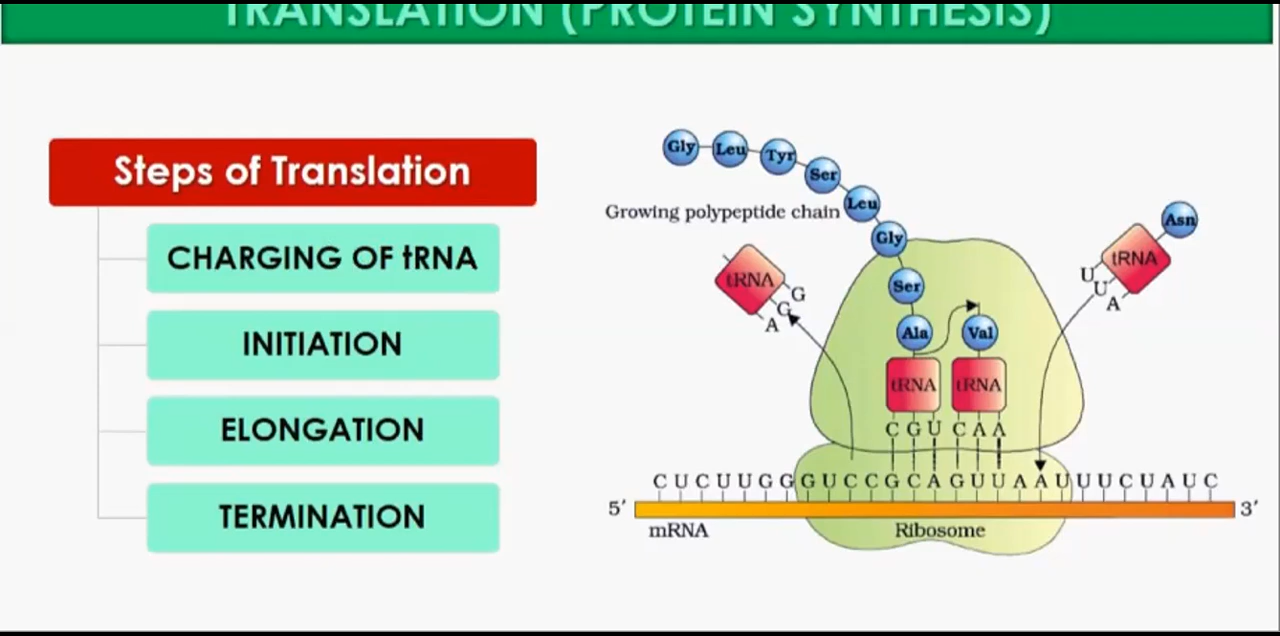 TRANSLATION (PROTEIN SYNTHESIS)
Steps of Translation
CHARGING OF tRNA
INITIATION
ELONGATION
TERMINATION
Gly Leu Tyr Ser Leu Gly Ser Ala Val
Growing polypeptide chain
tRNA
A G G
Asn
tRNA
U U A
tRNA tRNA
C G U C A A
C U C U U G G G U C C G C A G U U A A U U U C U A U C
5′ 3′
mRNA Ribosome